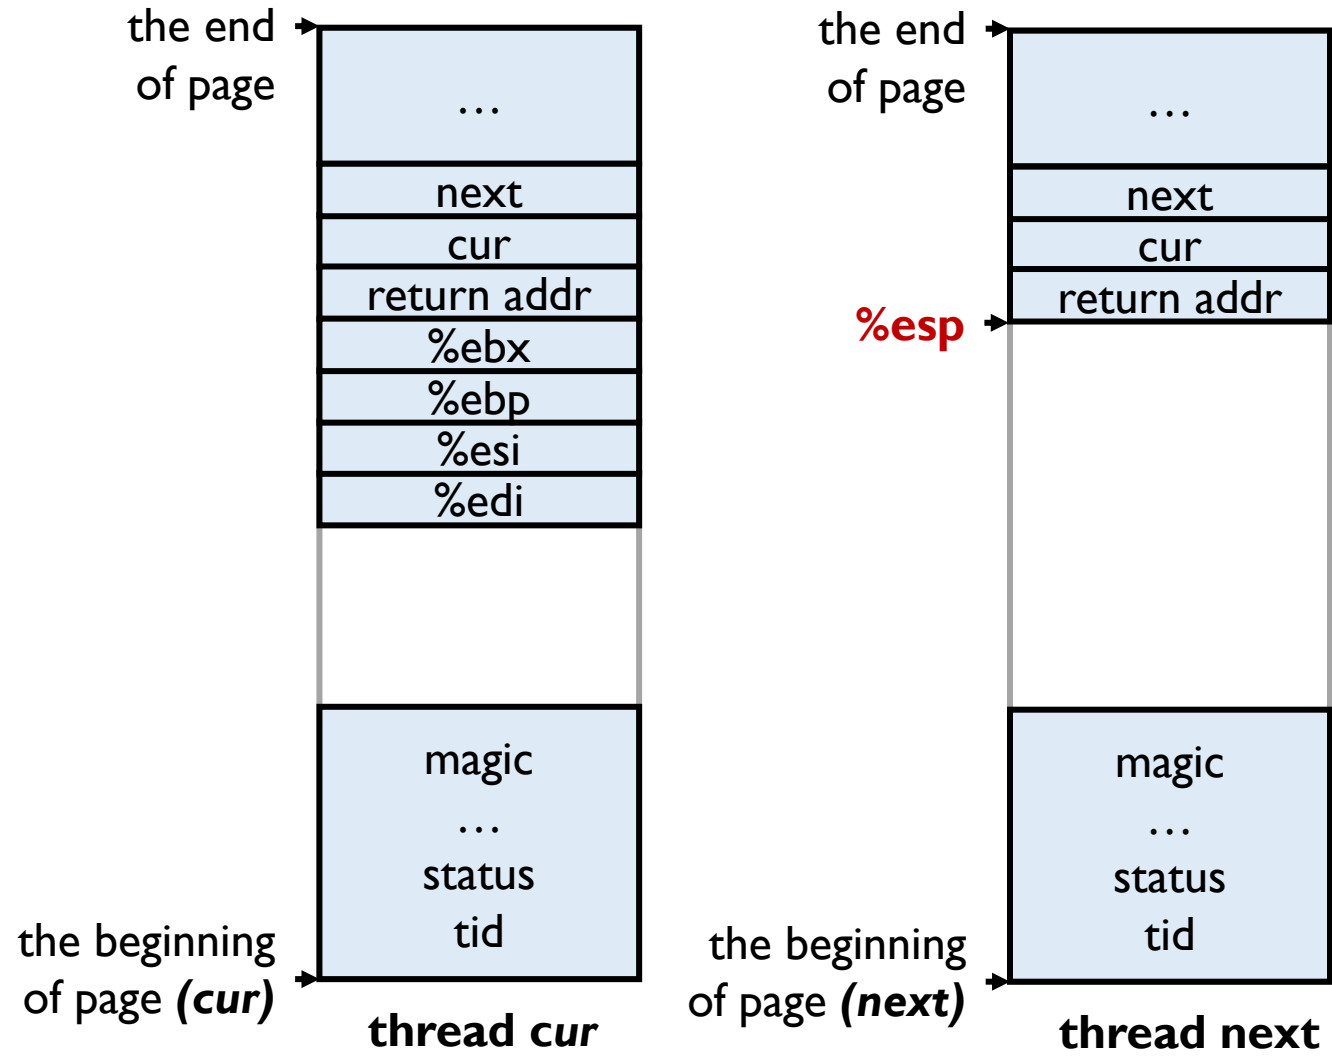 the end
of page
…
next
cur
return addr
%ebx
%ebp
%esi
%edi
magic
…
status
tid
the beginning
of page (cur)
thread cur
the end
of page
…
next
cur
return addr
%esp
magic
…
status
tid
the beginning
of page (next)
thread next